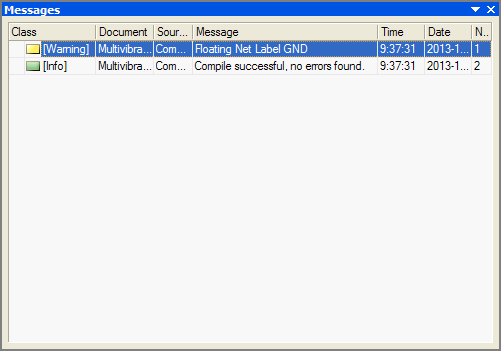 Messages
Class Document Sour... Message Time Date N..
[Warning] Multivibra... Com... Floating Net Label GND 9:37:31 2013-1... 1
[Info] Multivibra... Com... Compile successful, no errors found. 9:37:31 2013-1... 2